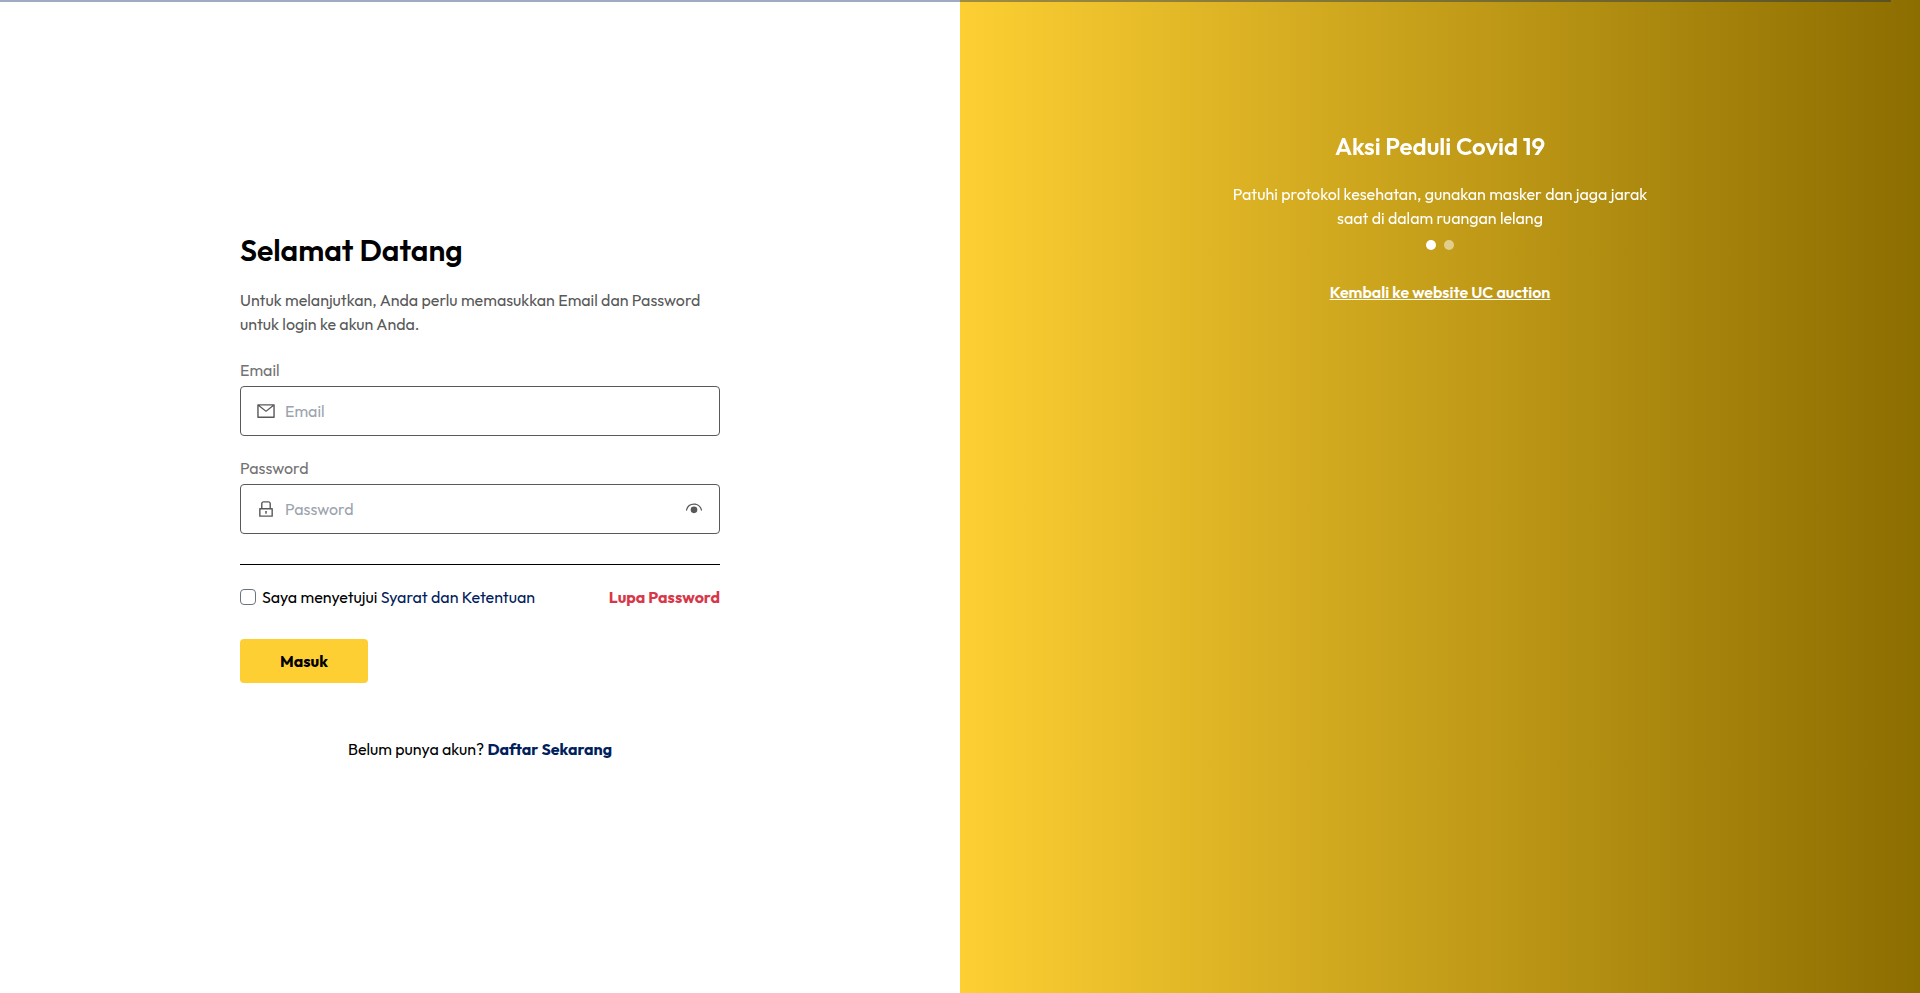 Selamat Datang
Untuk melanjutkan, Anda perlu memasukkan Email dan Password
untuk login ke akun Anda.
Email
Email
Password
Password
Saya menyetujui Syarat dan Ketentuan
Lupa Password
Masuk
Belum punya akun? Daftar Sekarang
Aksi Peduli Covid 19
Patuhi protokol kesehatan, gunakan masker dan jaga jarak
saat di dalam ruangan lelang
Kembali ke website UC auction